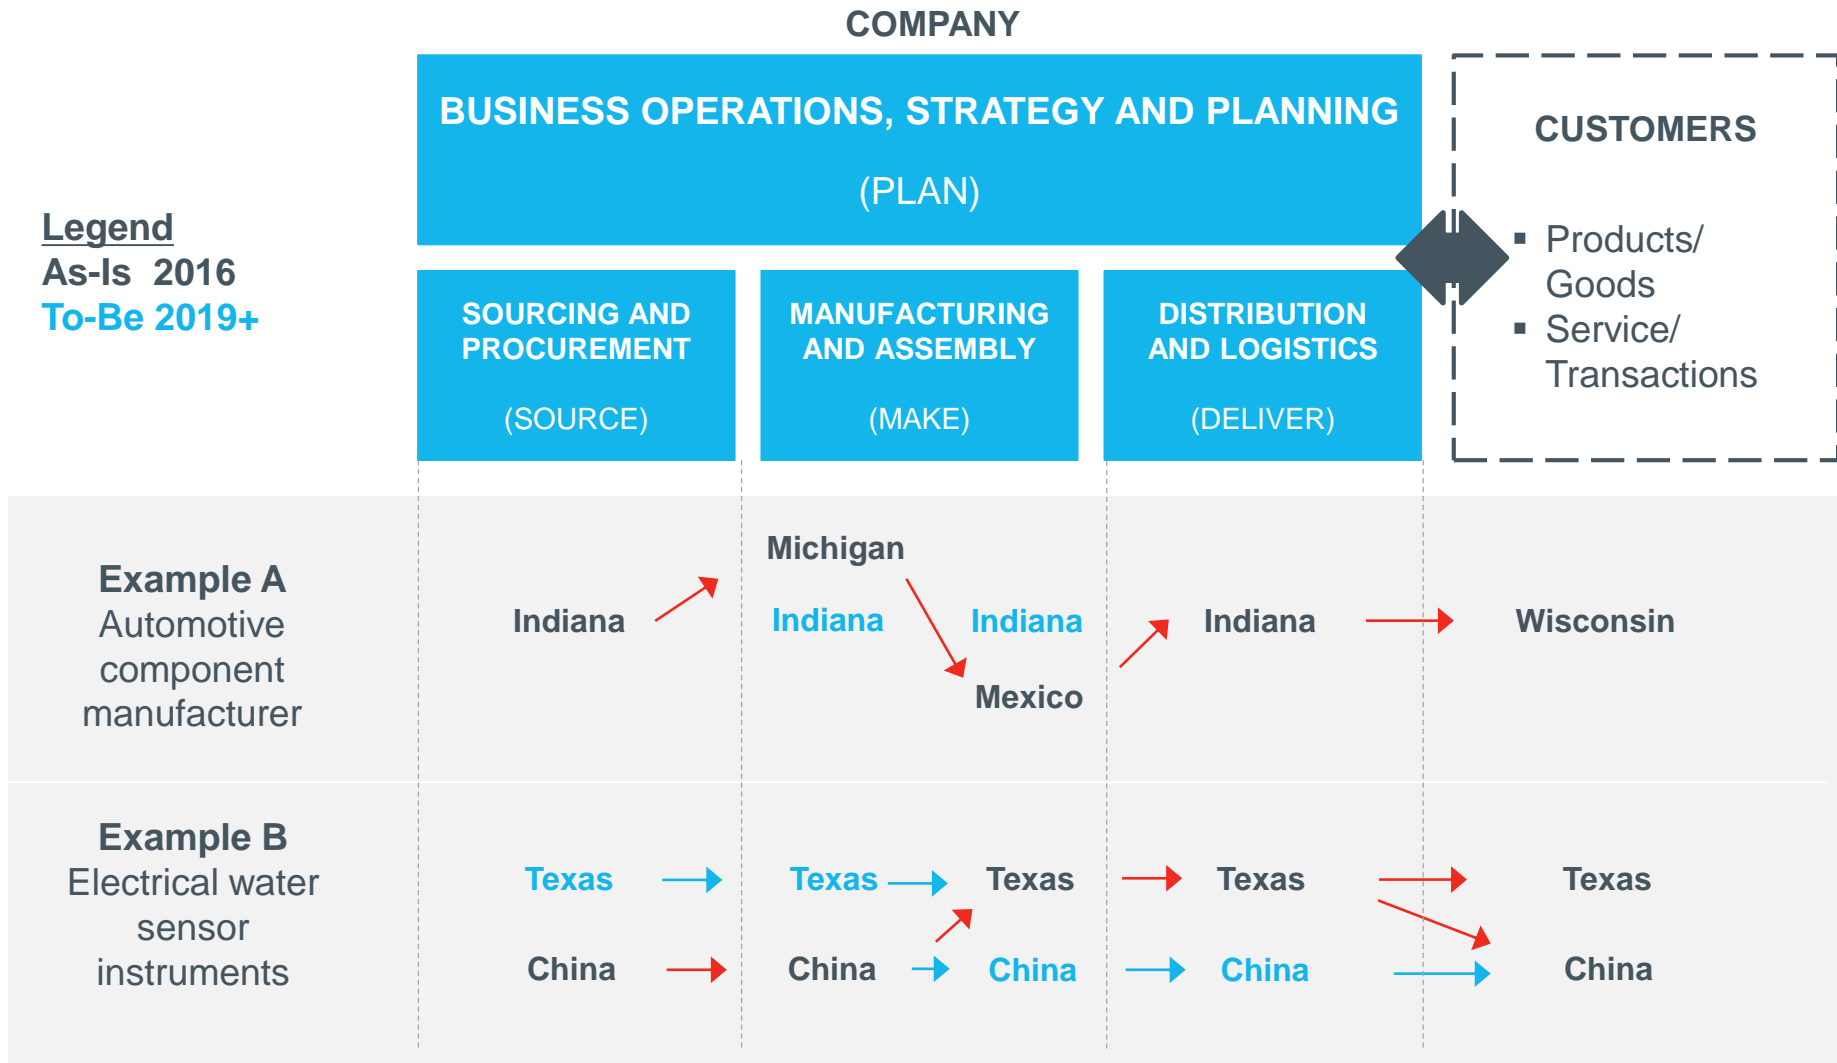 COMPANY
BUSINESS OPERATIONS, STRATEGY AND PLANNING
(PLAN)
CUSTOMERS
▪ Products/
Goods
▪ Service/
Transactions
Legend
As-Is 2016
To-Be 2019+
SOURCING AND
PROCUREMENT
(SOURCE)
MANUFACTURING
AND ASSEMBLY
(MAKE)
DISTRIBUTION
AND LOGISTICS
(DELIVER)
Example A
Automotive
component
manufacturer
Michigan
Indiana
Indiana
Indiana
Indiana
Wisconsin
Mexico
Example B
Electrical water
sensor
instruments
Texas
Texas
Texas
Texas
Texas
China
China
China
China
China